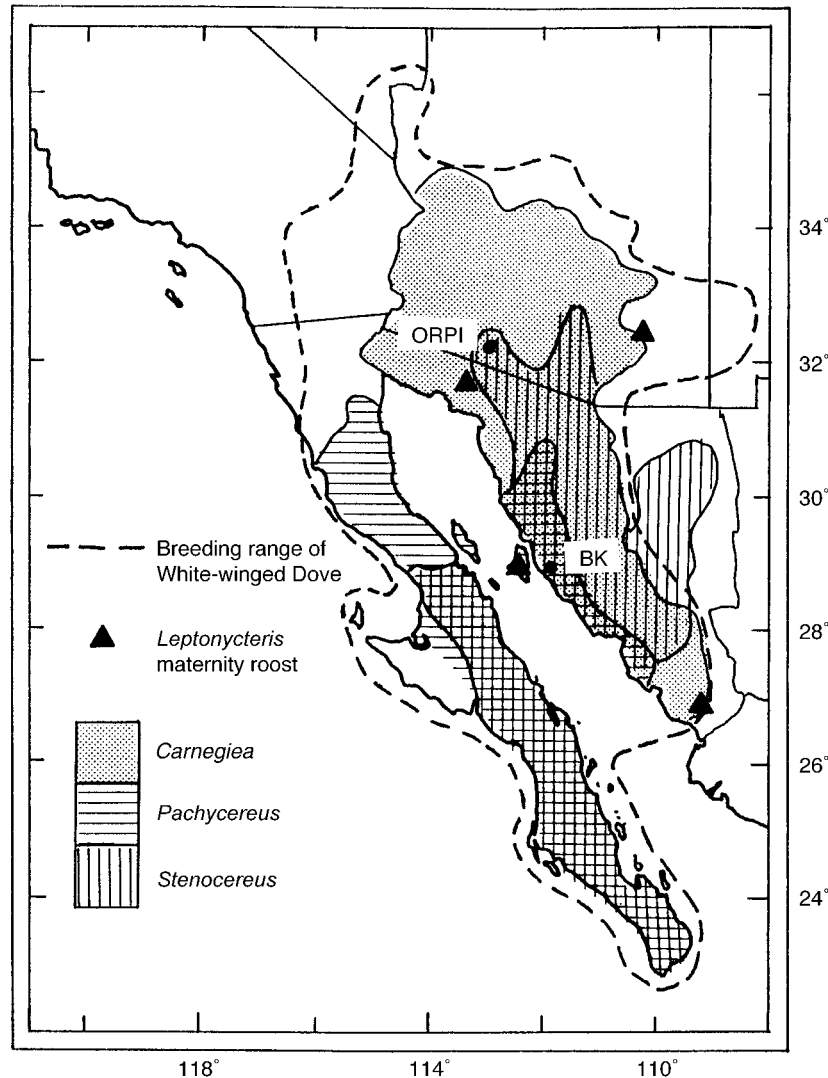 34°
ORPI
32°
30°
BK
Breeding range of
White-winged Dove
28°
Leptonycteris
maternity roost
26°
Carnegiea
Pachycereus
Stenocereus
24°
118°
114°
110°